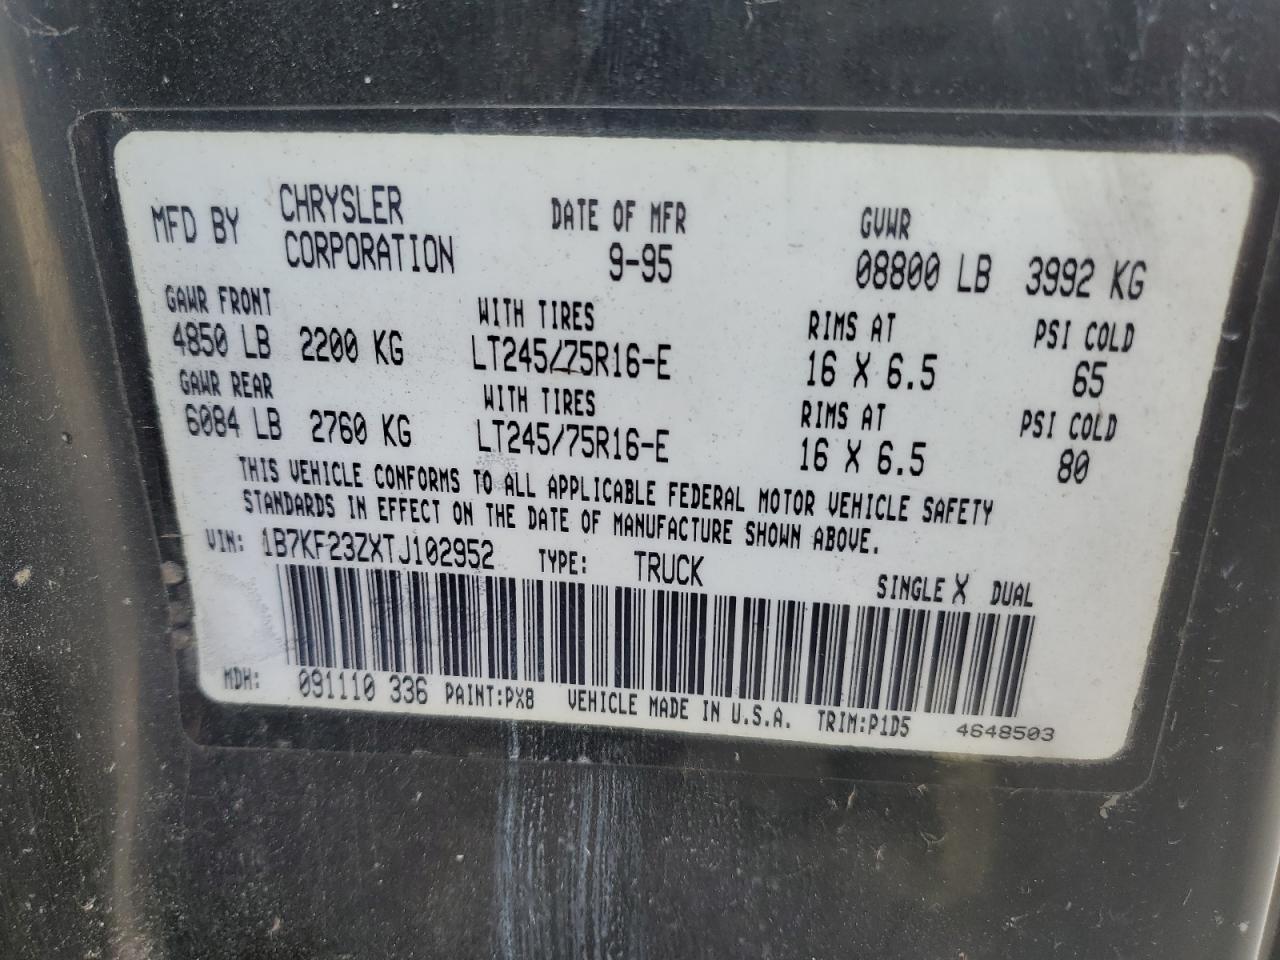 MFD BY CHRYSLER CORPORATION DATE OF MFR 9-95 GVWR 08800 LB 3992 KG
GAWR FRONT WITH TIRES RIMS AT PSI COLD
4850 LB 2200 KG LT245/75R16-E 16 X 6.5 65
GAWR REAR WITH TIRES RIMS AT PSI COLD
6084 LB 2760 KG LT245/75R16-E 16 X 6.5 80
THIS VEHICLE CONFORMS TO ALL APPLICABLE FEDERAL MOTOR VEHICLE SAFETY
STANDARDS IN EFFECT ON THE DATE OF MANUFACTURE SHOWN ABOVE.
VIN: 1B7KF23ZXTJ102952 TYPE: TRUCK SINGLE X DUAL
MDH: 091110 336 PAINT:PX8 VEHICLE MADE IN U.S.A. TRIM:P1D5 4648503